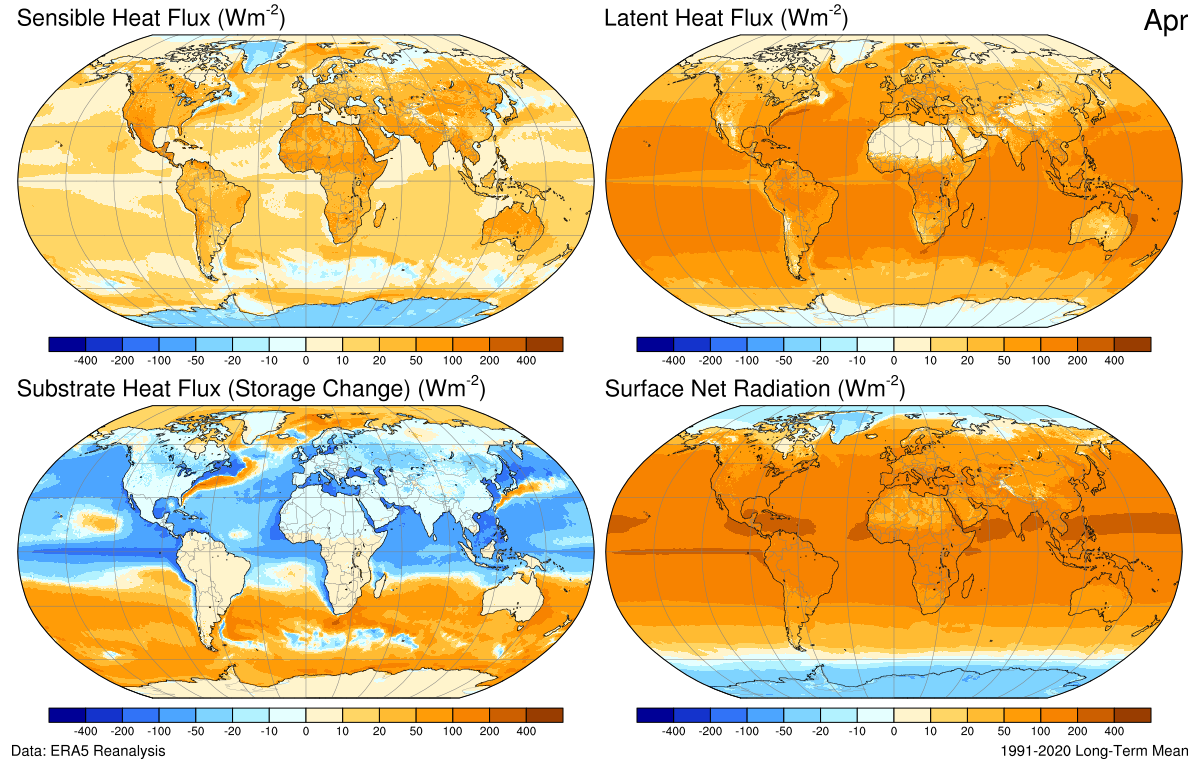 Sensible Heat Flux (Wm-2)
Latent Heat Flux (Wm-2)
Apr
-400 -200 -100 -50 -20 -10 0 10 20 50 100 200 400
-400 -200 -100 -50 -20 -10 0 10 20 50 100 200 400
Substrate Heat Flux (Storage Change) (Wm-2)
Surface Net Radiation (Wm-2)
-400 -200 -100 -50 -20 -10 0 10 20 50 100 200 400
-400 -200 -100 -50 -20 -10 0 10 20 50 100 200 400
Data: ERA5 Reanalysis
1991-2020 Long-Term Mean